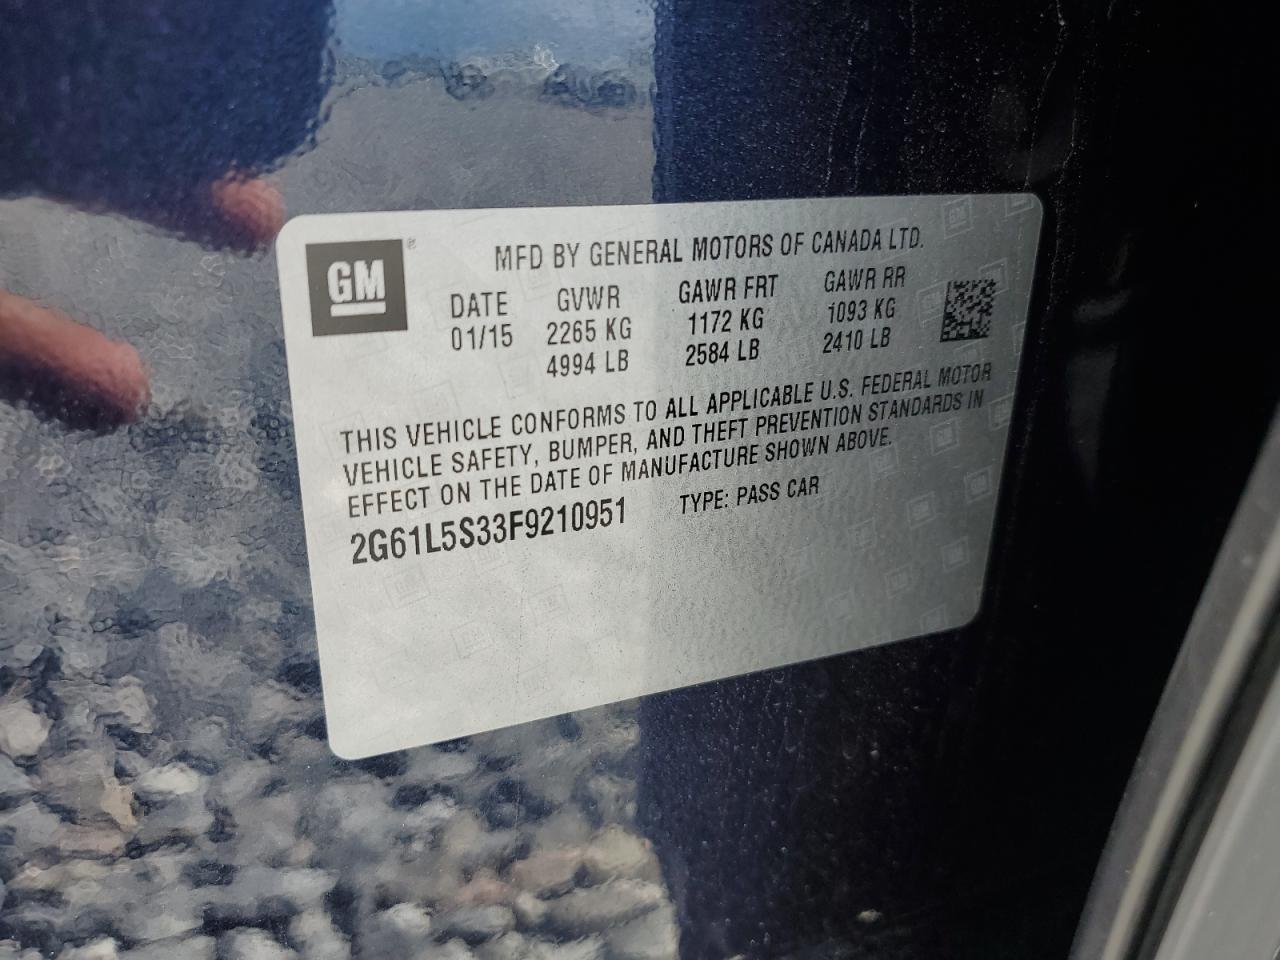 GM®
MFD BY GENERAL MOTORS OF CANADA LTD.
DATE GVWR GAWR FRT GAWR RR
01/15 2265 KG 1172 KG 1093 KG
4994 LB 2584 LB 2410 LB
THIS VEHICLE CONFORMS TO ALL APPLICABLE U.S. FEDERAL MOTOR
VEHICLE SAFETY, BUMPER, AND THEFT PREVENTION STANDARDS IN
EFFECT ON THE DATE OF MANUFACTURE SHOWN ABOVE.
2G61L5S33F9210951 TYPE: PASS CAR